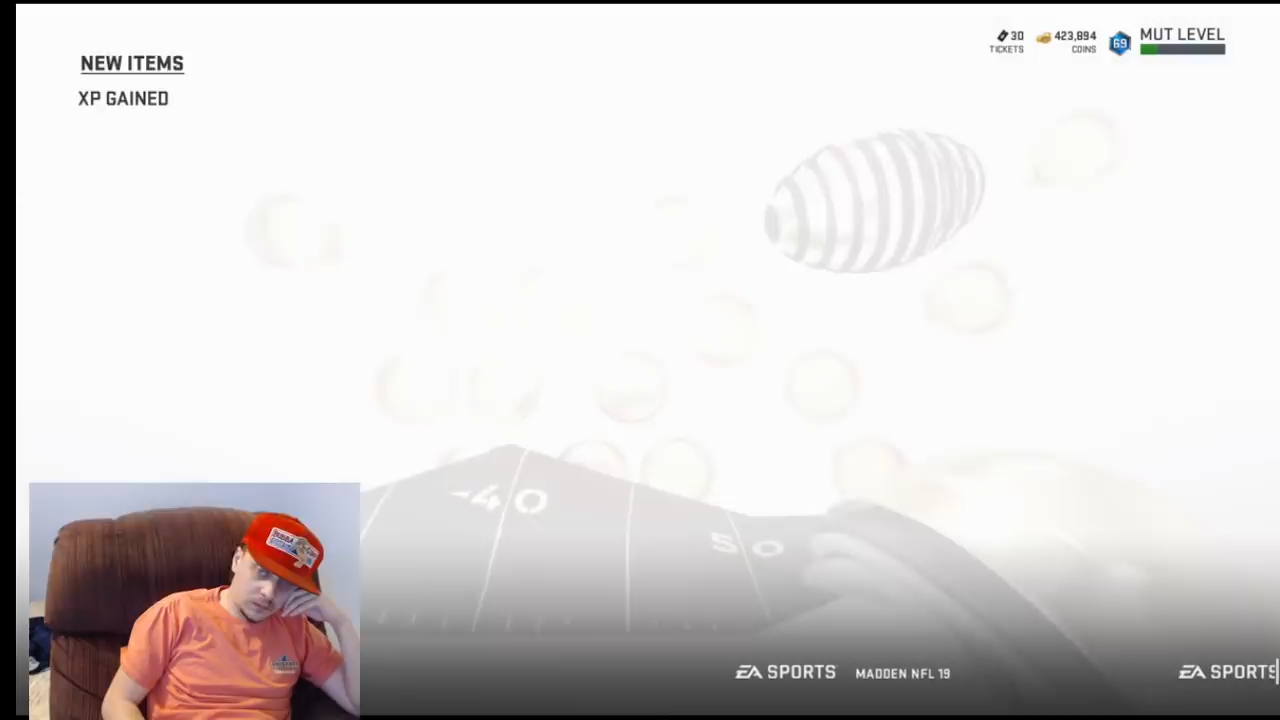 NEW ITEMS
XP GAINED
30
TICKETS
423,894
COINS
69
MUT LEVEL
40
50
EA SPORTS
MADDEN NFL 19
EA SPORTS